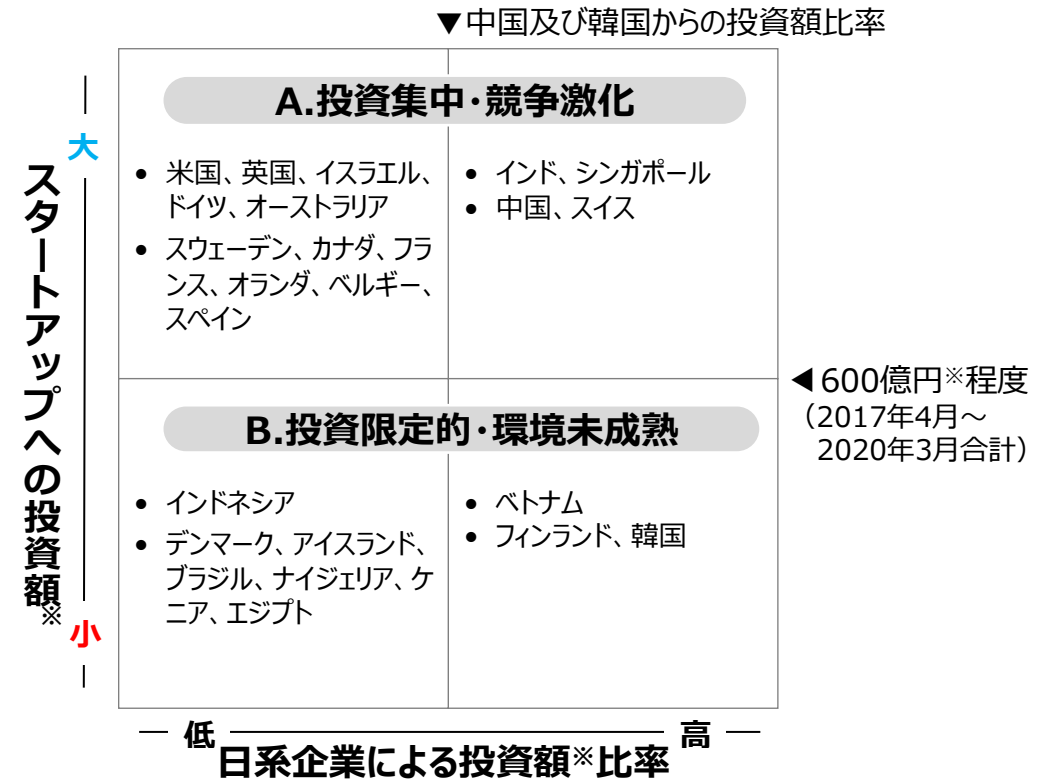 ▼中国及び韓国からの投資額比率
A.投資集中・競争激化
大
スタートアップへの投資額※
小
• 米国、英国、イスラエル、
ドイツ、オーストラリア
• スウェーデン、カナダ、フラ
ンス、オランダ、ベルギー、
スペイン
• インド、シンガポール
• 中国、スイス
◀600億円※程度
（2017年4月～
2020年3月合計）
B.投資限定的・環境未成熟
• インドネシア
• デンマーク、アイスランド、
ブラジル、ナイジェリア、ケ
ニア、エジプト
• ベトナム
• フィンランド、韓国
低
高
日系企業による投資額※比率